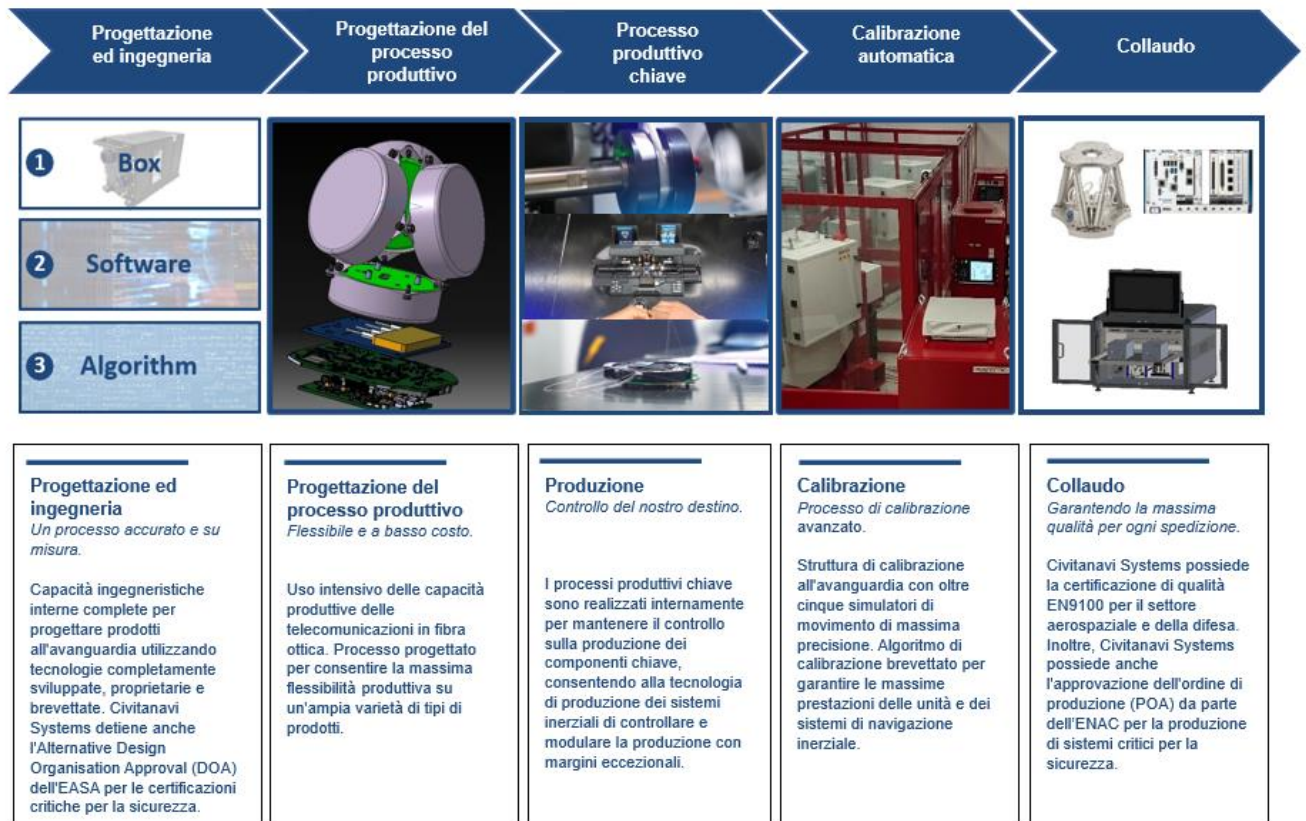 Progettazione
ed ingegneria
Progettazione del
processo
produttivo
Processo
produttivo
chiave
Calibrazione
automatica
Collaudo
1 Box
2 Software
3 Algorithm
Progettazione ed
ingegneria
Un processo accurato e su
misura.
Capacità ingegneristiche
interne complete per
progettare prodotti
all'avanguardia utilizzando
tecnologie completamente
sviluppate, proprietarie e
brevettate. Civitanavi
Systems detiene anche
l'Alternative Design
Organisation Approval (DOA)
dell'EASA per le certificazioni
critiche per la sicurezza.
Progettazione del
processo produttivo
Flessibile e a basso costo.
Uso intensivo delle capacità
produttive delle
telecomunicazioni in fibra
ottica. Processo progettato
per consentire la massima
flessibilità produttiva su
un'ampia varietà di tipi di
prodotti.
Produzione
Controllo del nostro destino.
I processi produttivi chiave
sono realizzati internamente
per mantenere il controllo
sulla produzione dei
componenti chiave,
consentendo alla tecnologia
di produzione dei sistemi
inerziali di controllare e
modulare la produzione con
margini eccezionali.
Calibrazione
Processo di calibrazione
avanzato.
Struttura di calibrazione
all'avanguardia con oltre
cinque simulatori di
movimento di massima
precisione. Algoritmo di
calibrazione brevettato per
garantire le massime
prestazioni delle unità e dei
sistemi di navigazione
inerziale.
Collaudo
Garantendo la massima
qualità per ogni spedizione.
Civitanavi Systems possiede
la certificazione di qualità
EN9100 per il settore
aerospaziale e della difesa.
Inoltre, Civitanavi Systems
possiede anche
l'approvazione dell'ordine di
produzione (POA) da parte
dell'ENAC per la produzione
di sistemi critici per la
sicurezza.